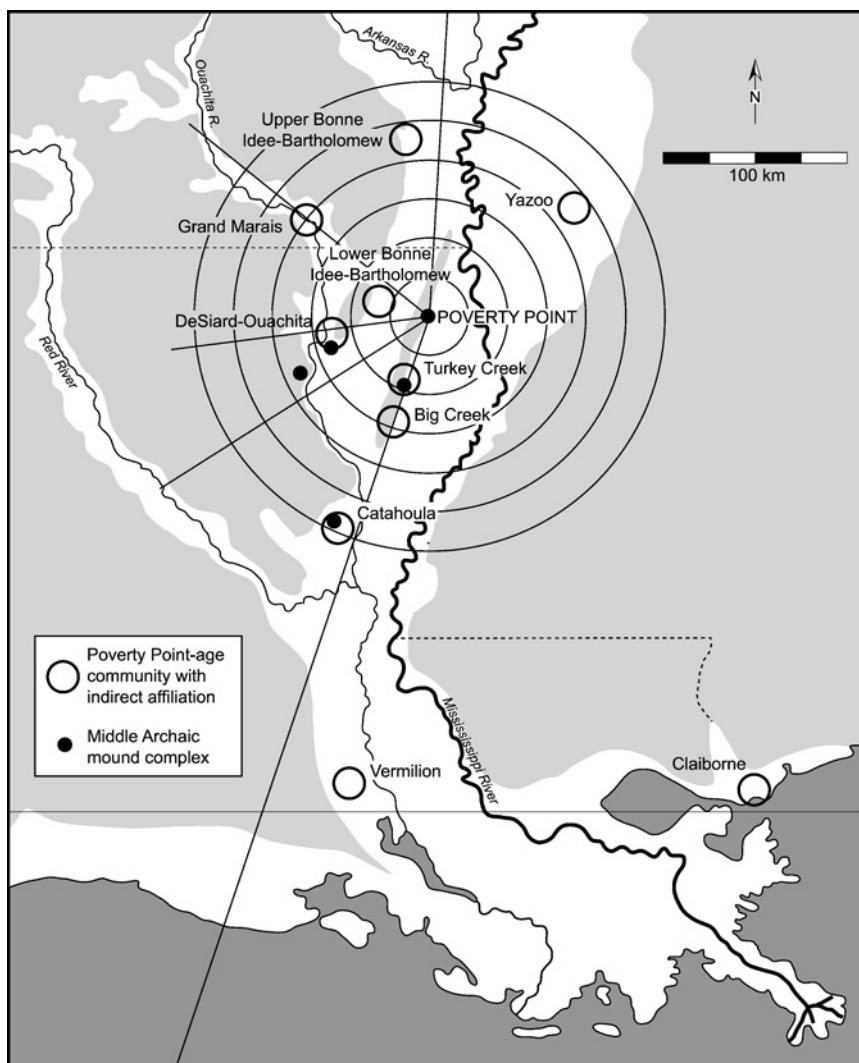 Arkansas R.
Ouachita R.
Upper Bonne
Idee-Bartholomew
N
100 km
Yazoo
Grand Marais
Lower Bonne
Idee-Bartholomew
DeSiard-Ouachita
POVERTY POINT
Red River
Turkey Creek
Big Creek
Catahoula
Poverty Point-age
community with
indirect affiliation
Middle Archaic
mound complex
Mississippi River
Vermilion
Claiborne